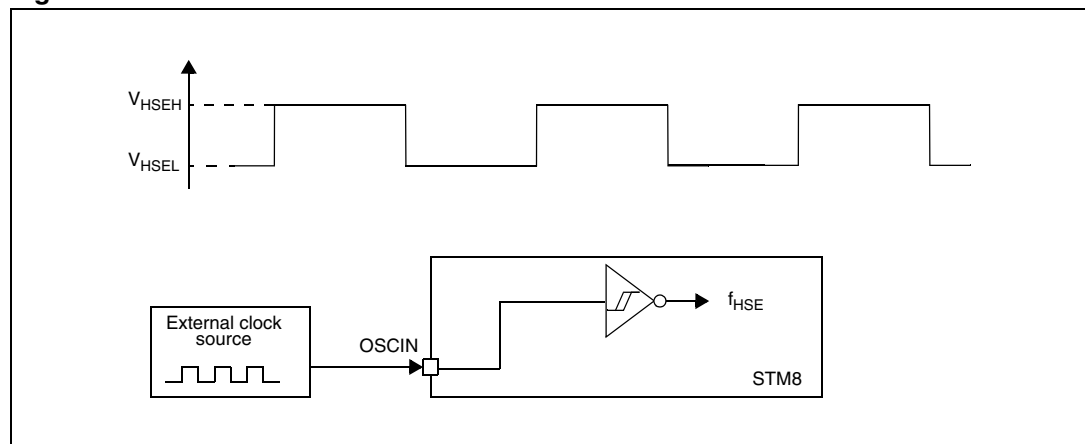 V_HSEH
V_HSEL
External clock
source
OSCIN
f_HSE
STM8